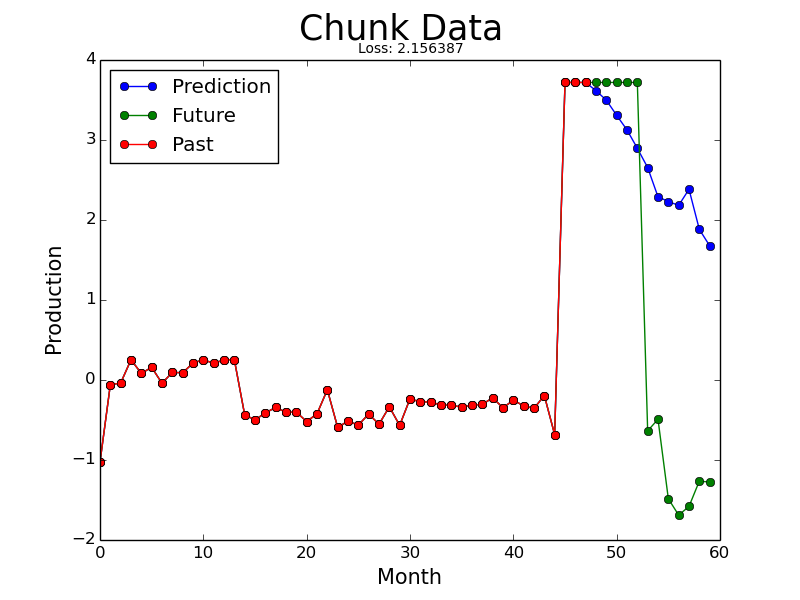 Chunk Data
Loss: 2.156387
Prediction
Future
Past
4
3
2
1
0
−1
−2
Production
0 10 20 30 40 50 60
Month